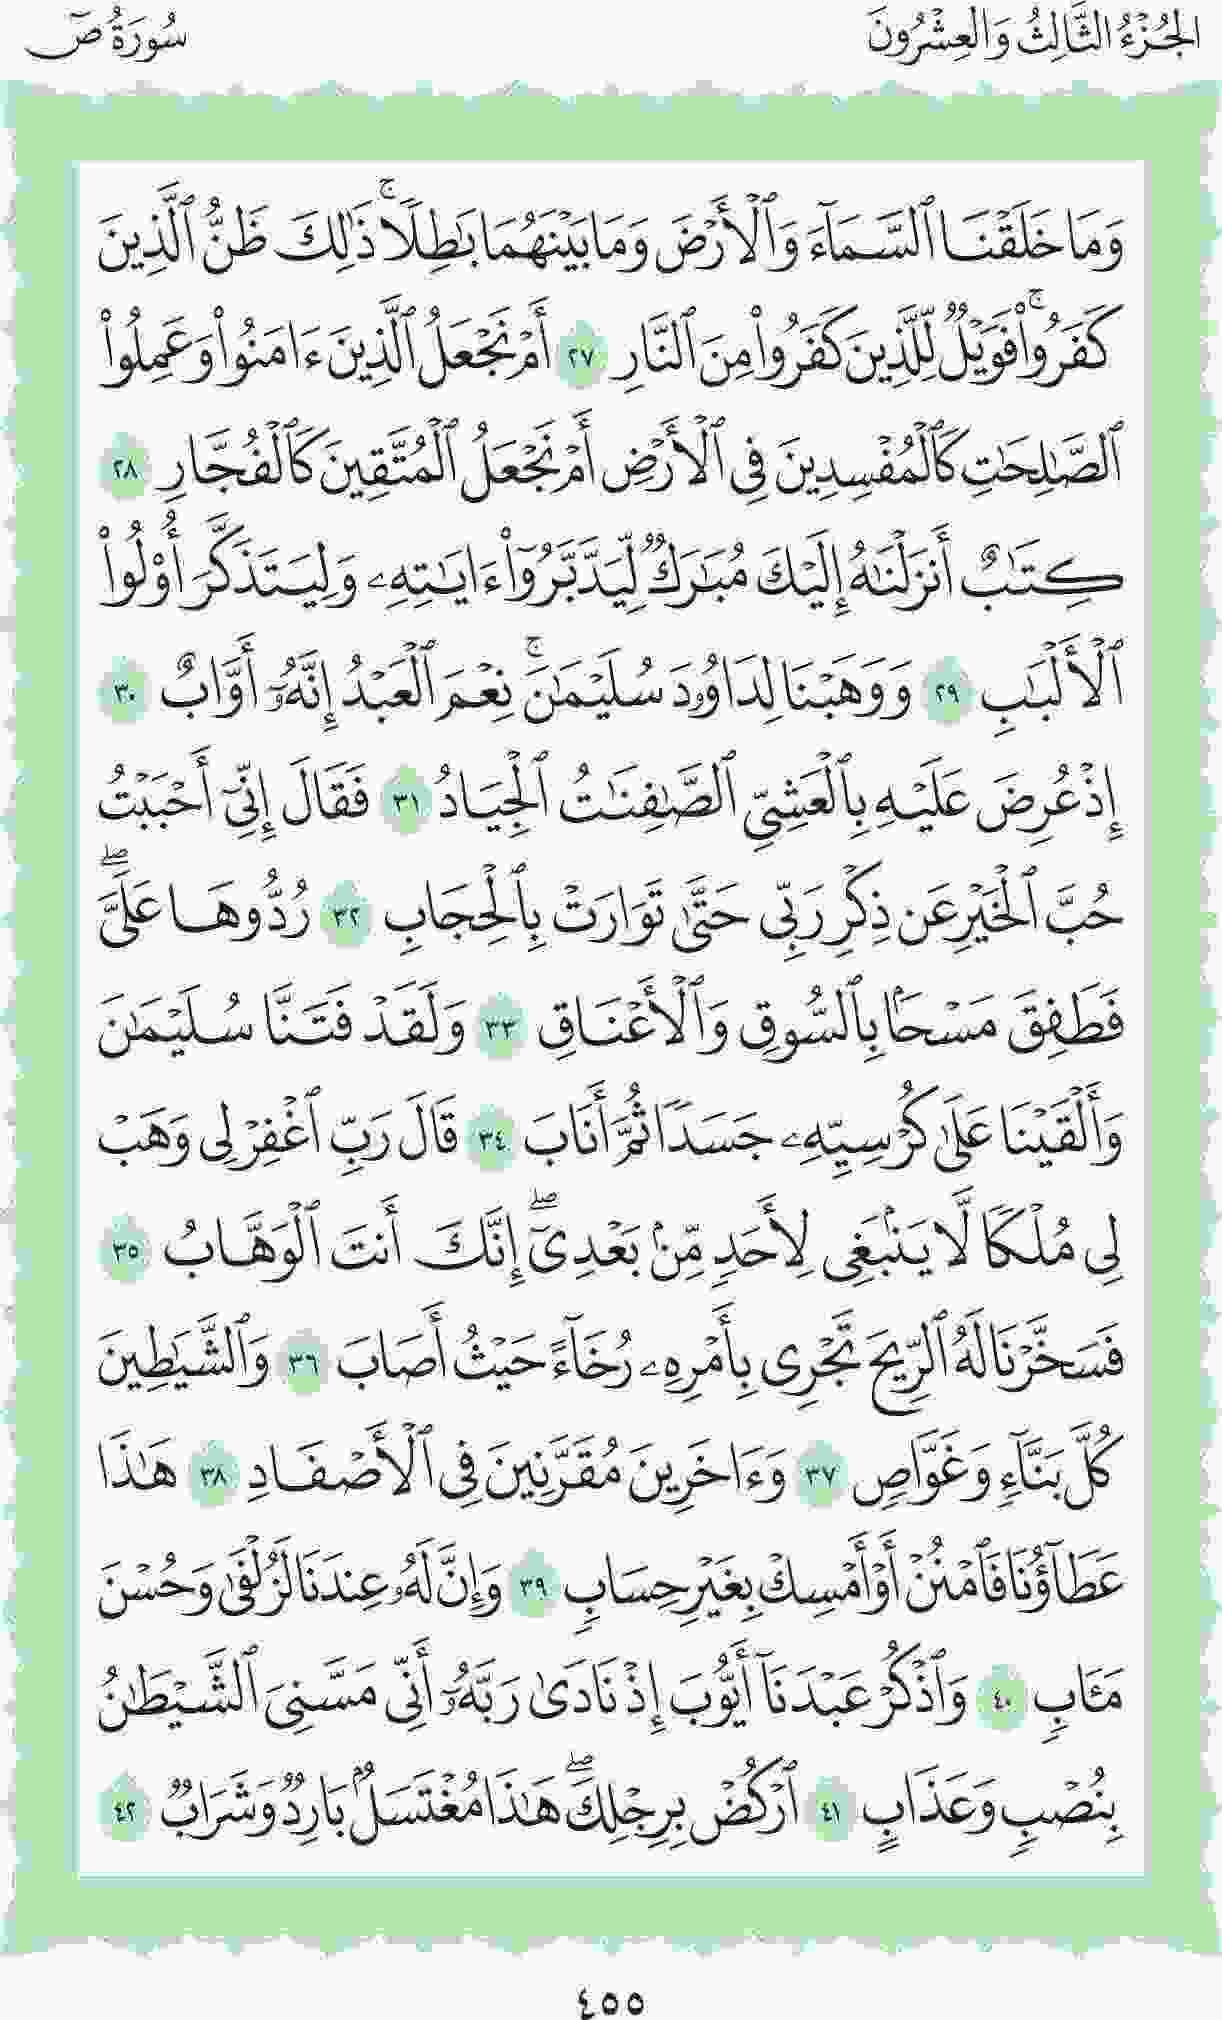 الجُزْءُ الثَّالِثُ وَالعِشْرُونَ
سُورَةُ صٓ
وَمَا خَلَقْنَا ٱلسَّمَآءَ وَٱلْأَرْضَ وَمَا بَيْنَهُمَا بَٰطِلًا ۚ ذَٰلِكَ ظَنُّ ٱلَّذِينَ
كَفَرُوا۟ ۚ فَوَيْلٌ لِّلَّذِينَ كَفَرُوا۟ مِنَ ٱلنَّارِ ٢٧ أَمْ نَجْعَلُ ٱلَّذِينَ ءَامَنُوا۟ وَعَمِلُوا۟
ٱلصَّٰلِحَٰتِ كَٱلْمُفْسِدِينَ فِى ٱلْأَرْضِ أَمْ نَجْعَلُ ٱلْمُتَّقِينَ كَٱلْفُجَّارِ ٢٨
كِتَٰبٌ أَنزَلْنَٰهُ إِلَيْكَ مُبَٰرَكٌ لِّيَدَّبَّرُوٓا۟ ءَايَٰتِهِۦ وَلِيَتَذَكَّرَ أُو۟لُوا۟
ٱلْأَلْبَٰبِ ٢٩ وَوَهَبْنَا لِدَاوُۥدَ سُلَيْمَٰنَ ۚ نِعْمَ ٱلْعَبْدُ إِنَّهُۥٓ أَوَّابٌ ٣٠
إِذْ عُرِضَ عَلَيْهِ بِٱلْعَشِىِّ ٱلصَّٰفِنَٰتُ ٱلْجِيَادُ ٣١ فَقَالَ إِنِّىٓ أَحْبَبْتُ
حُبَّ ٱلْخَيْرِ عَن ذِكْرِ رَبِّى حَتَّىٰ تَوَارَتْ بِٱلْحِجَابِ ٣٢ رُدُّوهَا عَلَىَّ ۖ
فَطَفِقَ مَسْحًۢا بِٱلسُّوقِ وَٱلْأَعْنَاقِ ٣٣ وَلَقَدْ فَتَنَّا سُلَيْمَٰنَ
وَأَلْقَيْنَا عَلَىٰ كُرْسِيِّهِۦ جَسَدًا ثُمَّ أَنَابَ ٣٤ قَالَ رَبِّ ٱغْفِرْ لِى وَهَبْ
لِى مُلْكًا لَّا يَنۢبَغِى لِأَحَدٍ مِّنۢ بَعْدِىٓ ۖ إِنَّكَ أَنتَ ٱلْوَهَّابُ ٣٥
فَسَخَّرْنَا لَهُ ٱلرِّيحَ تَجْرِى بِأَمْرِهِۦ رُخَآءً حَيْثُ أَصَابَ ٣٦ وَٱلشَّيَٰطِينَ
كُلَّ بَنَّآءٍ وَغَوَّاصٍ ٣٧ وَءَاخَرِينَ مُقَرَّنِينَ فِى ٱلْأَصْفَادِ ٣٨ هَٰذَا
عَطَآؤُنَا فَٱمْنُنْ أَوْ أَمْسِكْ بِغَيْرِ حِسَابٍ ٣٩ وَإِنَّ لَهُۥ عِندَنَا لَزُلْفَىٰ وَحُسْنَ
مَـَٔابٍ ٤٠ وَٱذْكُرْ عَبْدَنَآ أَيُّوبَ إِذْ نَادَىٰ رَبَّهُۥٓ أَنِّى مَسَّنِىَ ٱلشَّيْطَٰنُ
بِنُصْبٍ وَعَذَابٍ ٤١ ٱرْكُضْ بِرِجْلِكَ ۖ هَٰذَا مُغْتَسَلٌۢ بَارِدٌ وَشَرَابٌ ٤٢
٤٥٥